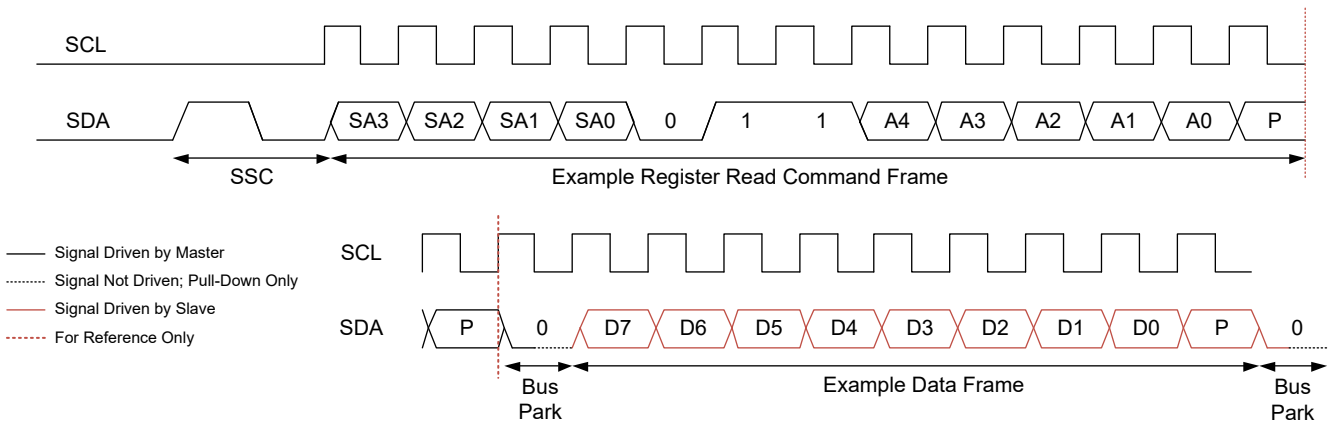 SCL
SDA SA3 SA2 SA1 SA0 0 1 1 A4 A3 A2 A1 A0 P
SSC Example Register Read Command Frame
Signal Driven by Master
Signal Not Driven; Pull-Down Only
Signal Driven by Slave
For Reference Only
SCL
SDA P 0 D7 D6 D5 D4 D3 D2 D1 D0 P 0
Bus Park Example Data Frame Bus Park